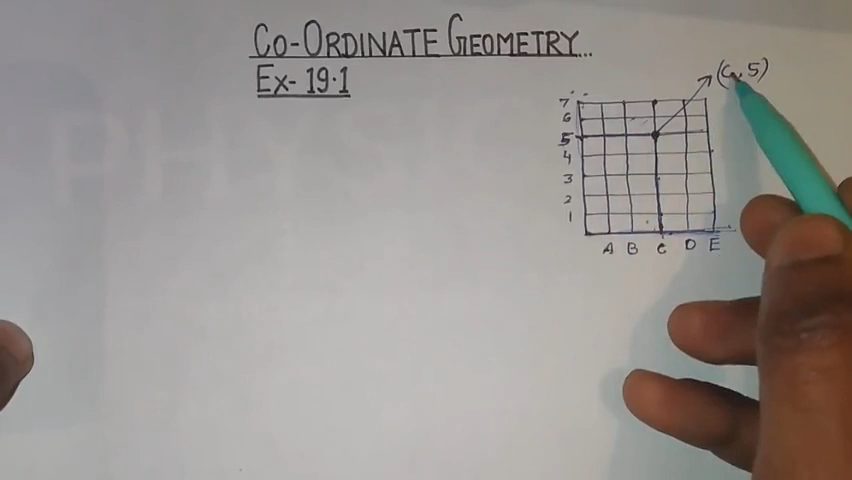 CO-ORDINATE GEOMETRY...
Ex- 19.1
(C, 5)
7
6
5
4
3
2
1
A B C D E